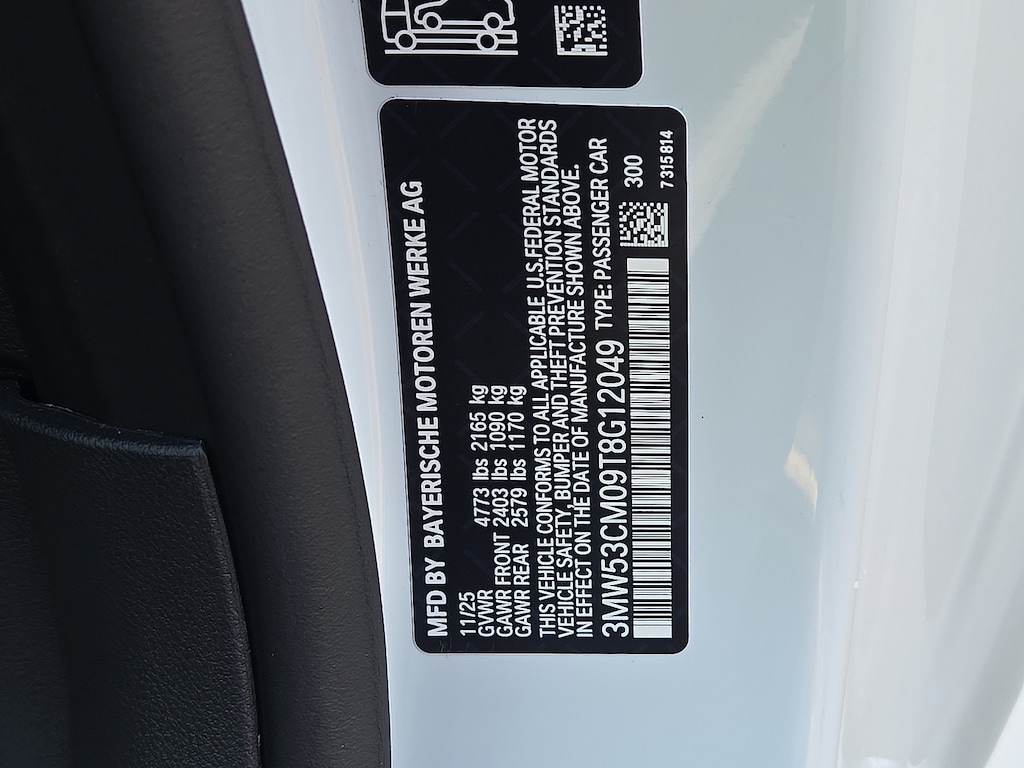 MFD BY BAYERISCHE MOTOREN WERKE AG
11/25
GVWR 4773 lbs 2165 kg
GAWR FRONT 2403 lbs 1090 kg
GAWR REAR 2579 lbs 1170 kg
THIS VEHICLE CONFORMS TO ALL APPLICABLE U.S.FEDERAL MOTOR
VEHICLE SAFETY, BUMPER AND THEFT PREVENTION STANDARDS
IN EFFECT ON THE DATE OF MANUFACTURE SHOWN ABOVE.
3MW53CM09T8G12049 TYPE: PASSENGER CAR
300
7 315 814